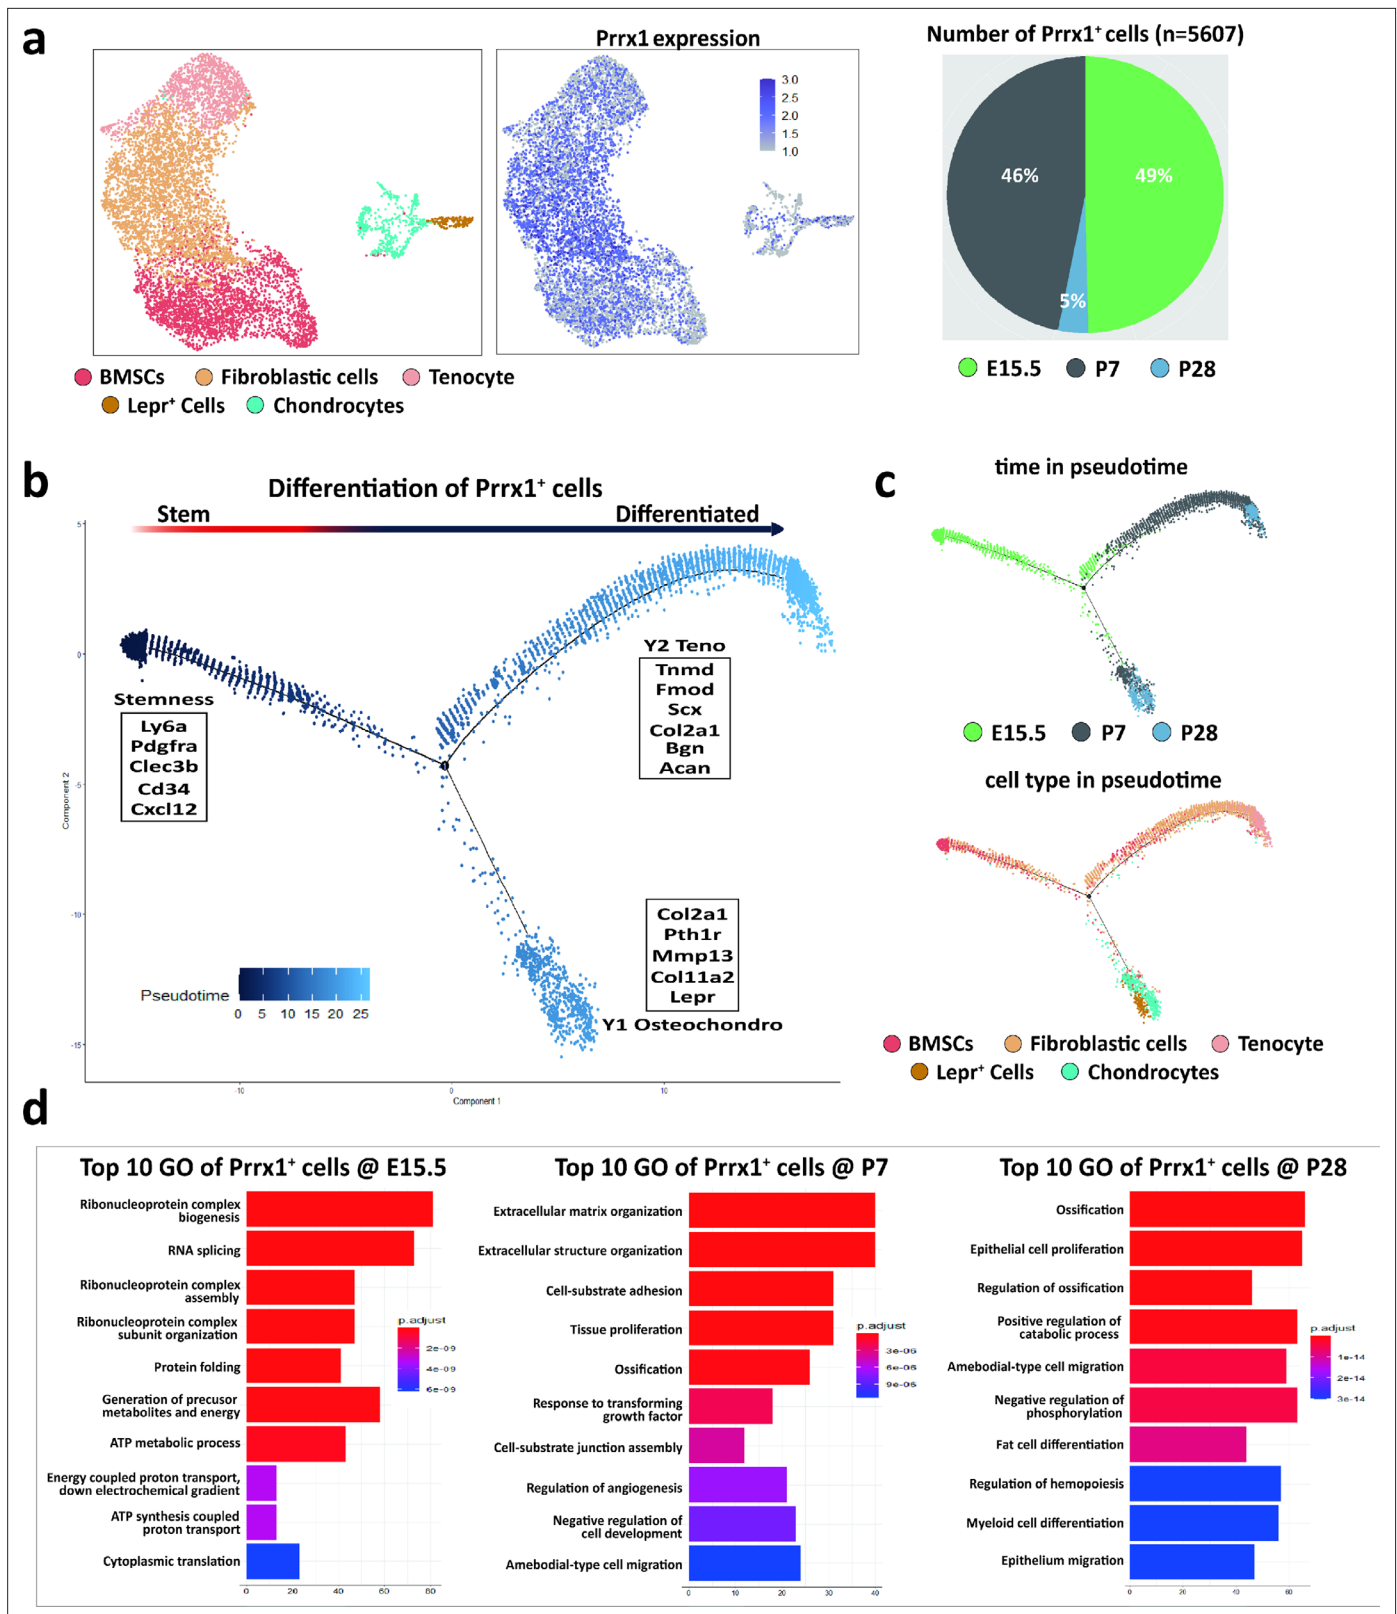 a
Prrx1 expression
3.0
2.5
2.0
1.5
1.0
Number of Prrx1+ cells (n=5607)
46%
49%
5%
BMSCs
Fibroblastic cells
Tenocyte
Lepr+ Cells
Chondrocytes
E15.5
P7
P28
b
Differentiation of Prrx1+ cells
Stem
Differentiated
5
0
-5
-10
-15
Component 2
Stemness
Ly6a
Pdgfra
Clec3b
Cd34
Cxcl12
1
Y2 Teno
Tnmd
Fmod
Scx
Col2a1
Bgn
Acan
Col2a1
Pth1r
Mmp13
Col11a2
Lepr
Y1 Osteochondro
Pseudotime
0 5 10 15 20 25
-10 0 10
Component 1
c
time in pseudotime
E15.5
P7
P28
cell type in pseudotime
BMSCs
Fibroblastic cells
Tenocyte
Lepr+ Cells
Chondrocytes
d
Top 10 GO of Prrx1+ cells @ E15.5
Ribonucleoprotein complex
biogenesis
RNA splicing
Ribonucleoprotein complex
assembly
Ribonucleoprotein complex
subunit organization
Protein folding
Generation of precusor
metabolites and energy
ATP metabolic process
Energy coupled proton transport,
down electrochemical gradient
ATP synthesis coupled
proton transport
Cytoplasmic translation
0 20 40 60 80
p.adjust
2e-09
4e-09
6e-09
Top 10 GO of Prrx1+ cells @ P7
Extracellular matrix organization
Extracellular structure organization
Cell-substrate adhesion
Tissue proliferation
Ossification
Response to transforming
growth factor
Cell-substrate junction assembly
Regulation of angiogenesis
Negative regulation of
cell development
Amebodial-type cell migration
0 10 20 30 40
p.adjust
3e-06
6e-06
9e-06
Top 10 GO of Prrx1+ cells @ P28
Ossification
Epithelial cell proliferation
Regulation of ossification
Positive regulation of
catabolic process
Amebodial-type cell migration
Negative regulation of
phosphorylation
Fat cell differentiation
Regulation of hemopoiesis
Myeloid cell differentiation
Epithelium migration
0 20 40 60
p.adjust
1e-14
2e-14
3e-14